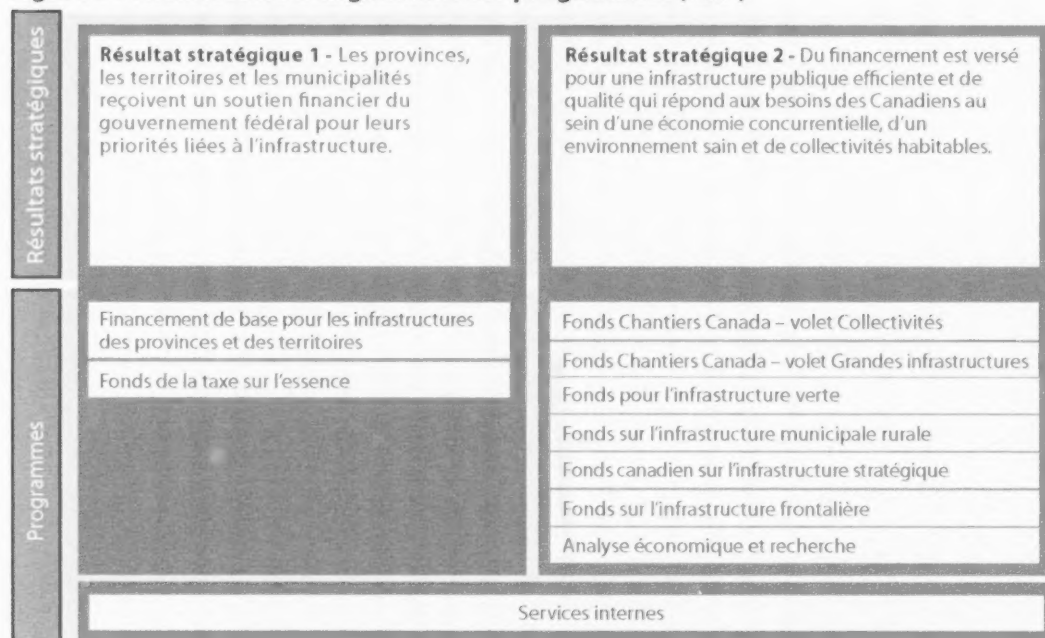 Résultats stratégiques
Résultat stratégique 1 - Les provinces,
les territoires et les municipalités
reçoivent un soutien financier du
gouvernement fédéral pour leurs
priorités liées à l'infrastructure.
Résultat stratégique 2 - Du financement est versé
pour une infrastructure publique efficiente et de
qualité qui répond aux besoins des Canadiens au
sein d'une économie concurrentielle, d'un
environnement sain et de collectivités habitables.
Programmes
Financement de base pour les infrastructures
des provinces et des territoires
Fonds de la taxe sur l'essence
Fonds Chantiers Canada – volet Collectivités
Fonds Chantiers Canada – volet Grandes infrastructures
Fonds pour l'infrastructure verte
Fonds sur l'infrastructure municipale rurale
Fonds canadien sur l'infrastructure stratégique
Fonds sur l'infrastructure frontalière
Analyse économique et recherche
Services internes